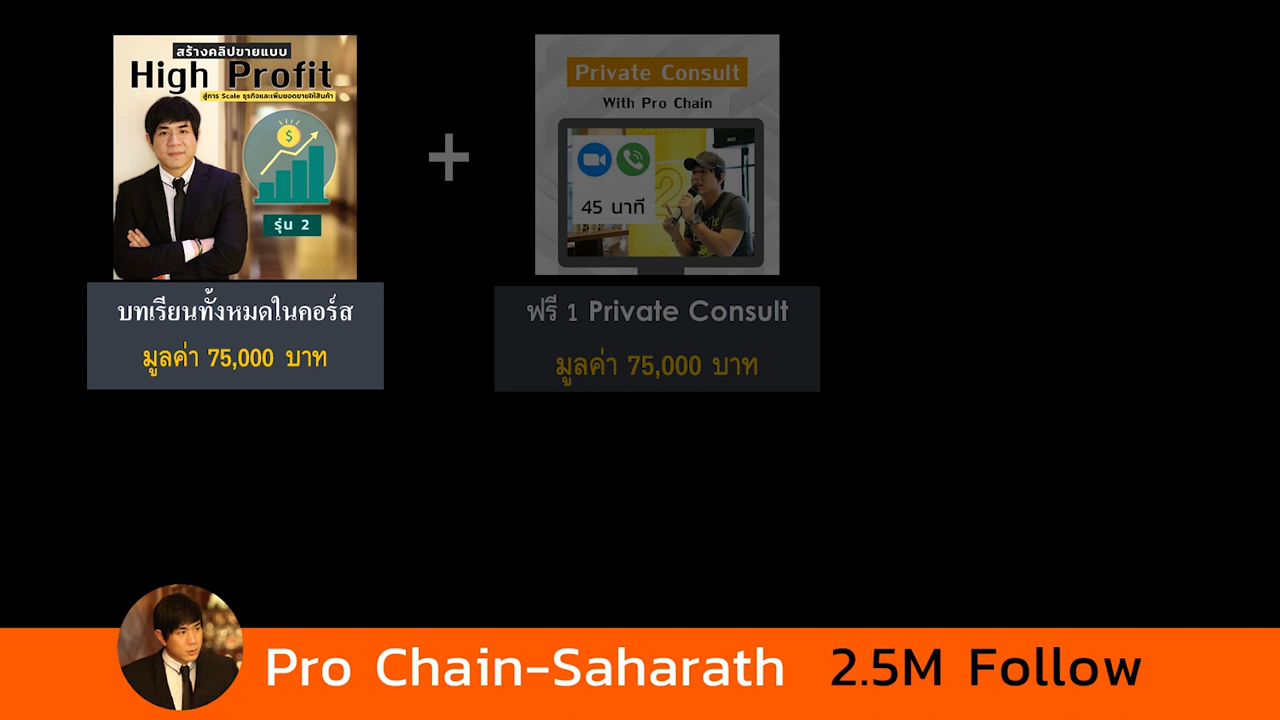 สร้างคลิปขายแบบ
High Profit
สู่การ Scale ธุรกิจและเพิ่มยอดขายให้สินค้า
$
รุ่น 2
บทเรียนทั้งหมดในคอร์ส
มูลค่า 75,000 บาท
+
Private Consult
With Pro Chain
45 นาที
ฟรี 1 Private Consult
มูลค่า 75,000 บาท
Pro Chain-Saharath 2.5M Follow